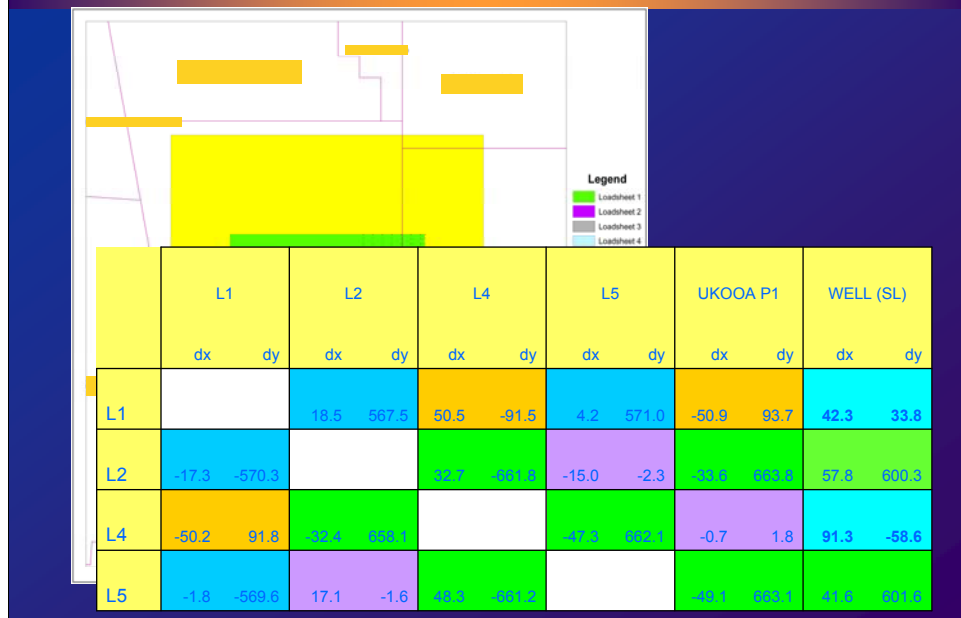 Legend
Loadsheet 1
Loadsheet 2
Loadsheet 3
Loadsheet 4
L1 L2 L4 L5 UKOOA P1 WELL (SL)
dx dy dx dy dx dy dx dy dx dy dx dy
L1 18.5 567.5 50.5 -91.5 4.2 571.0 -50.9 93.7 42.3 33.8
L2 -17.3 -570.3 32.7 -661.8 -15.0 -2.3 -33.6 663.8 57.8 600.3
L4 -50.2 91.8 -32.4 658.1 -47.3 662.1 -0.7 1.8 91.3 -58.6
L5 -1.8 -569.6 17.1 -1.6 48.3 -661.2 -49.1 663.1 41.6 601.6